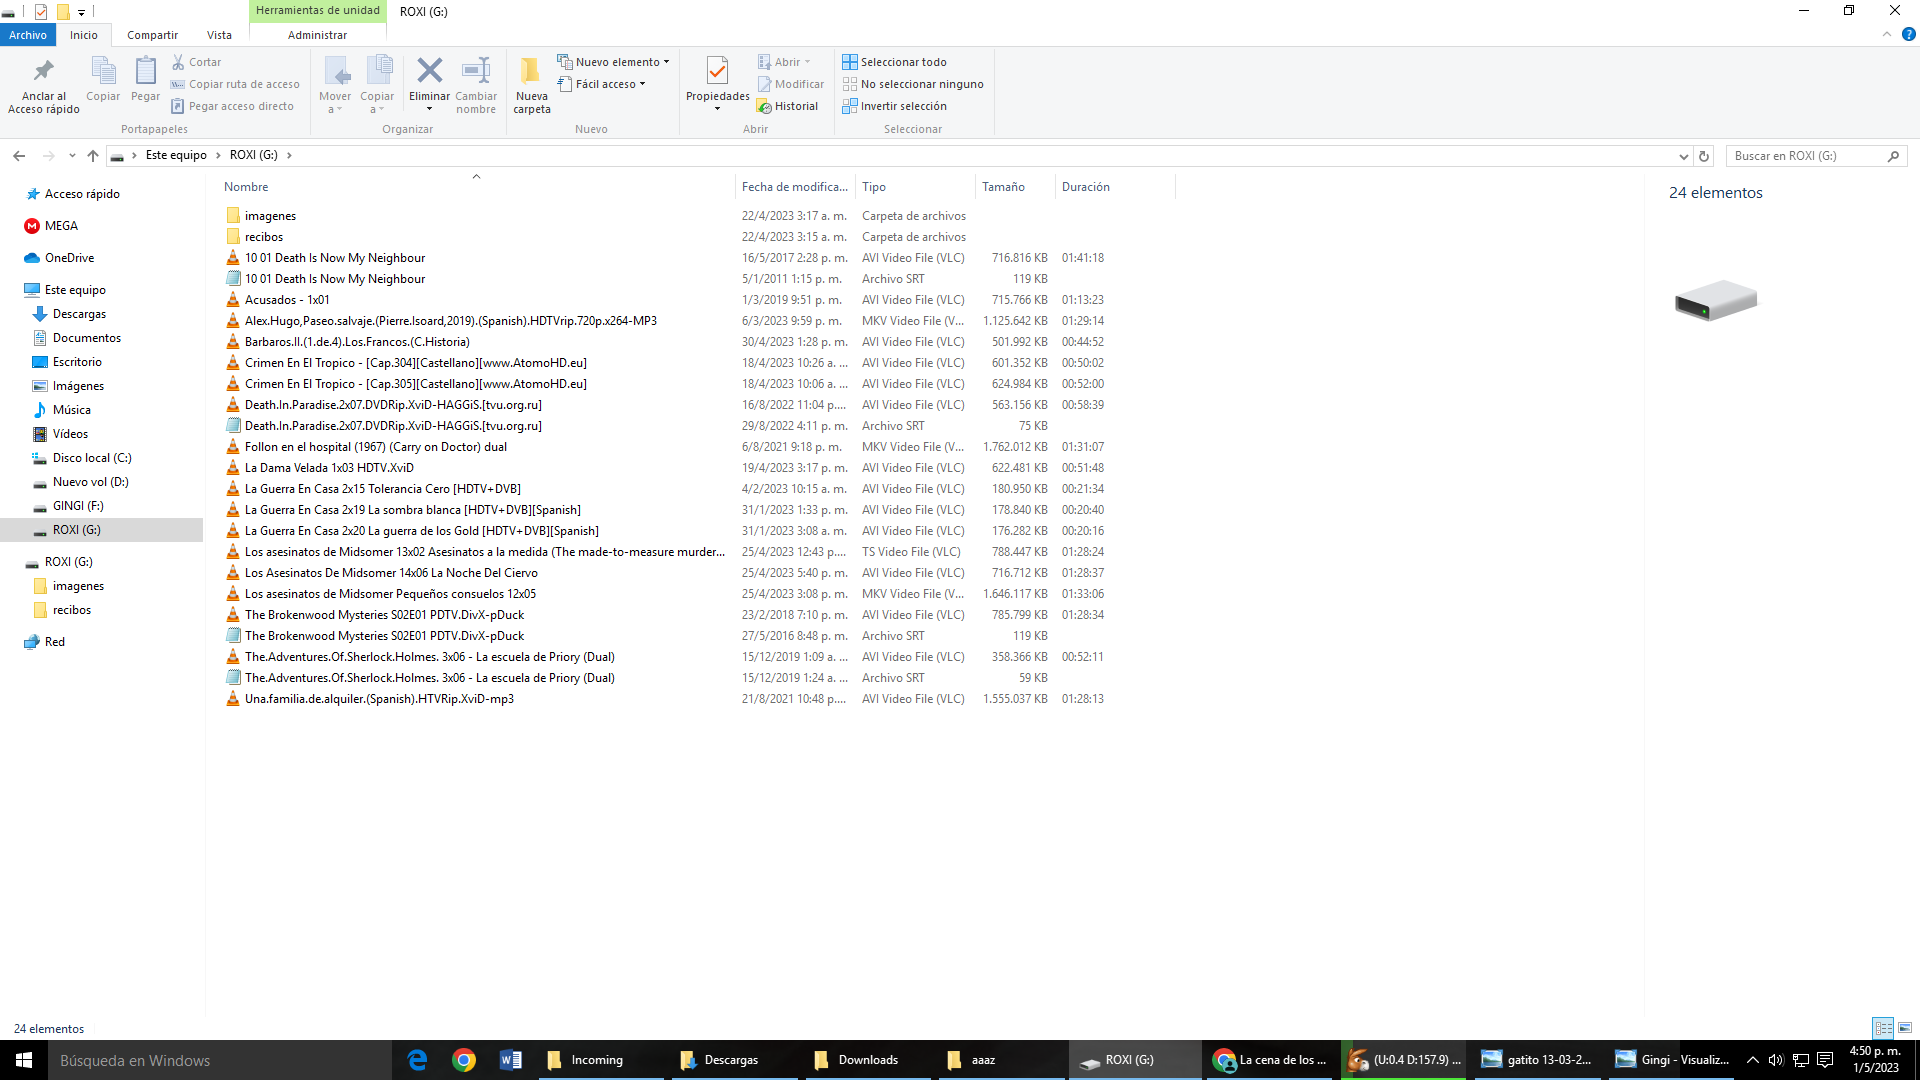 Herramientas de unidad ROXI (G:)
Archivo Inicio Compartir Vista Administrar
Anclar al Acceso rápido
Copiar
Pegar
Cortar
Copiar ruta de acceso
Pegar acceso directo
Portapapeles
Mover a
Copiar a
Eliminar
Cambiar nombre
Organizar
Nueva carpeta
Nuevo elemento
Fácil acceso
Nuevo
Propiedades
Abrir
Modificar
Historial
Abrir
Seleccionar todo
No seleccionar ninguno
Invertir selección
Seleccionar
Este equipo ROXI (G:)
Buscar en ROXI (G:)
Acceso rápido
MEGA
OneDrive
Este equipo
Descargas
Documentos
Escritorio
Imágenes
Música
Vídeos
Disco local (C:)
Nuevo vol (D:)
GINGI (F:)
ROXI (G:)
ROXI (G:)
imagenes
recibos
Red
Nombre Fecha de modifica... Tipo Tamaño Duración
imagenes 22/4/2023 3:17 a. m. Carpeta de archivos
recibos 22/4/2023 3:15 a. m. Carpeta de archivos
10 01 Death Is Now My Neighbour 16/5/2017 2:28 p. m. AVI Video File (VLC) 716.816 KB 01:41:18
10 01 Death Is Now My Neighbour 5/1/2011 1:15 p. m. Archivo SRT 119 KB
Acusados - 1x01 1/3/2019 9:51 p. m. AVI Video File (VLC) 715.766 KB 01:13:23
Alex.Hugo,Paseo.salvaje.(Pierre.Isoard,2019).(Spanish).HDTVrip.720p.x264-MP3 6/3/2023 9:59 p. m. MKV Video File (V... 1.125.642 KB 01:29:14
Barbaros.II.(1.de.4).Los.Francos.(C.Historia) 30/4/2023 1:28 p. m. AVI Video File (VLC) 501.992 KB 00:44:52
Crimen En El Tropico - [Cap.304][Castellano][www.AtomoHD.eu] 18/4/2023 10:26 a. ... AVI Video File (VLC) 601.352 KB 00:50:02
Crimen En El Tropico - [Cap.305][Castellano][www.AtomoHD.eu] 18/4/2023 10:06 a. ... AVI Video File (VLC) 624.984 KB 00:52:00
Death.In.Paradise.2x07.DVDRip.XviD-HAGGiS.[tvu.org.ru] 16/8/2022 11:04 p.... AVI Video File (VLC) 563.156 KB 00:58:39
Death.In.Paradise.2x07.DVDRip.XviD-HAGGiS.[tvu.org.ru] 29/8/2022 4:11 p. m. Archivo SRT 75 KB
Follon en el hospital (1967) (Carry on Doctor) dual 6/8/2021 9:18 p. m. MKV Video File (V... 1.762.012 KB 01:31:07
La Dama Velada 1x03 HDTV.XviD 19/4/2023 3:17 p. m. AVI Video File (VLC) 622.481 KB 00:51:48
La Guerra En Casa 2x15 Tolerancia Cero [HDTV+DVB] 4/2/2023 10:15 a. m. AVI Video File (VLC) 180.950 KB 00:21:34
La Guerra En Casa 2x19 La sombra blanca [HDTV+DVB][Spanish] 31/1/2023 1:33 p. m. AVI Video File (VLC) 178.840 KB 00:20:40
La Guerra En Casa 2x20 La guerra de los Gold [HDTV+DVB][Spanish] 31/1/2023 3:08 a. m. AVI Video File (VLC) 176.282 KB 00:20:16
Los asesinatos de Midsomer 13x02 Asesinatos a la medida (The made-to-measure murder... 25/4/2023 12:43 p.... TS Video File (VLC) 788.447 KB 01:28:24
Los Asesinatos De Midsomer 14x06 La Noche Del Ciervo 25/4/2023 5:40 p. m. AVI Video File (VLC) 716.712 KB 01:28:37
Los asesinatos de Midsomer Pequeños consuelos 12x05 25/4/2023 3:08 p. m. MKV Video File (V... 1.646.117 KB 01:33:06
The Brokenwood Mysteries S02E01 PDTV.DivX-pDuck 23/2/2018 7:10 p. m. AVI Video File (VLC) 785.799 KB 01:28:34
The Brokenwood Mysteries S02E01 PDTV.DivX-pDuck 27/5/2016 8:48 p. m. Archivo SRT 119 KB
The.Adventures.Of.Sherlock.Holmes. 3x06 - La escuela de Priory (Dual) 15/12/2019 1:09 a. ... AVI Video File (VLC) 358.366 KB 00:52:11
The.Adventures.Of.Sherlock.Holmes. 3x06 - La escuela de Priory (Dual) 15/12/2019 1:24 a. ... Archivo SRT 59 KB
Una.familia.de.alquiler.(Spanish).HTVRip.XviD-mp3 21/8/2021 10:48 p.... AVI Video File (VLC) 1.555.037 KB 01:28:13
24 elementos
24 elementos
Búsqueda en Windows
Incoming
Descargas
Downloads
aaaz
ROXI (G:)
La cena de los ...
(U:0.4 D:157.9) ...
gatito 13-03-2...
Gingi - Visualiz...
4:50 p. m.
1/5/2023